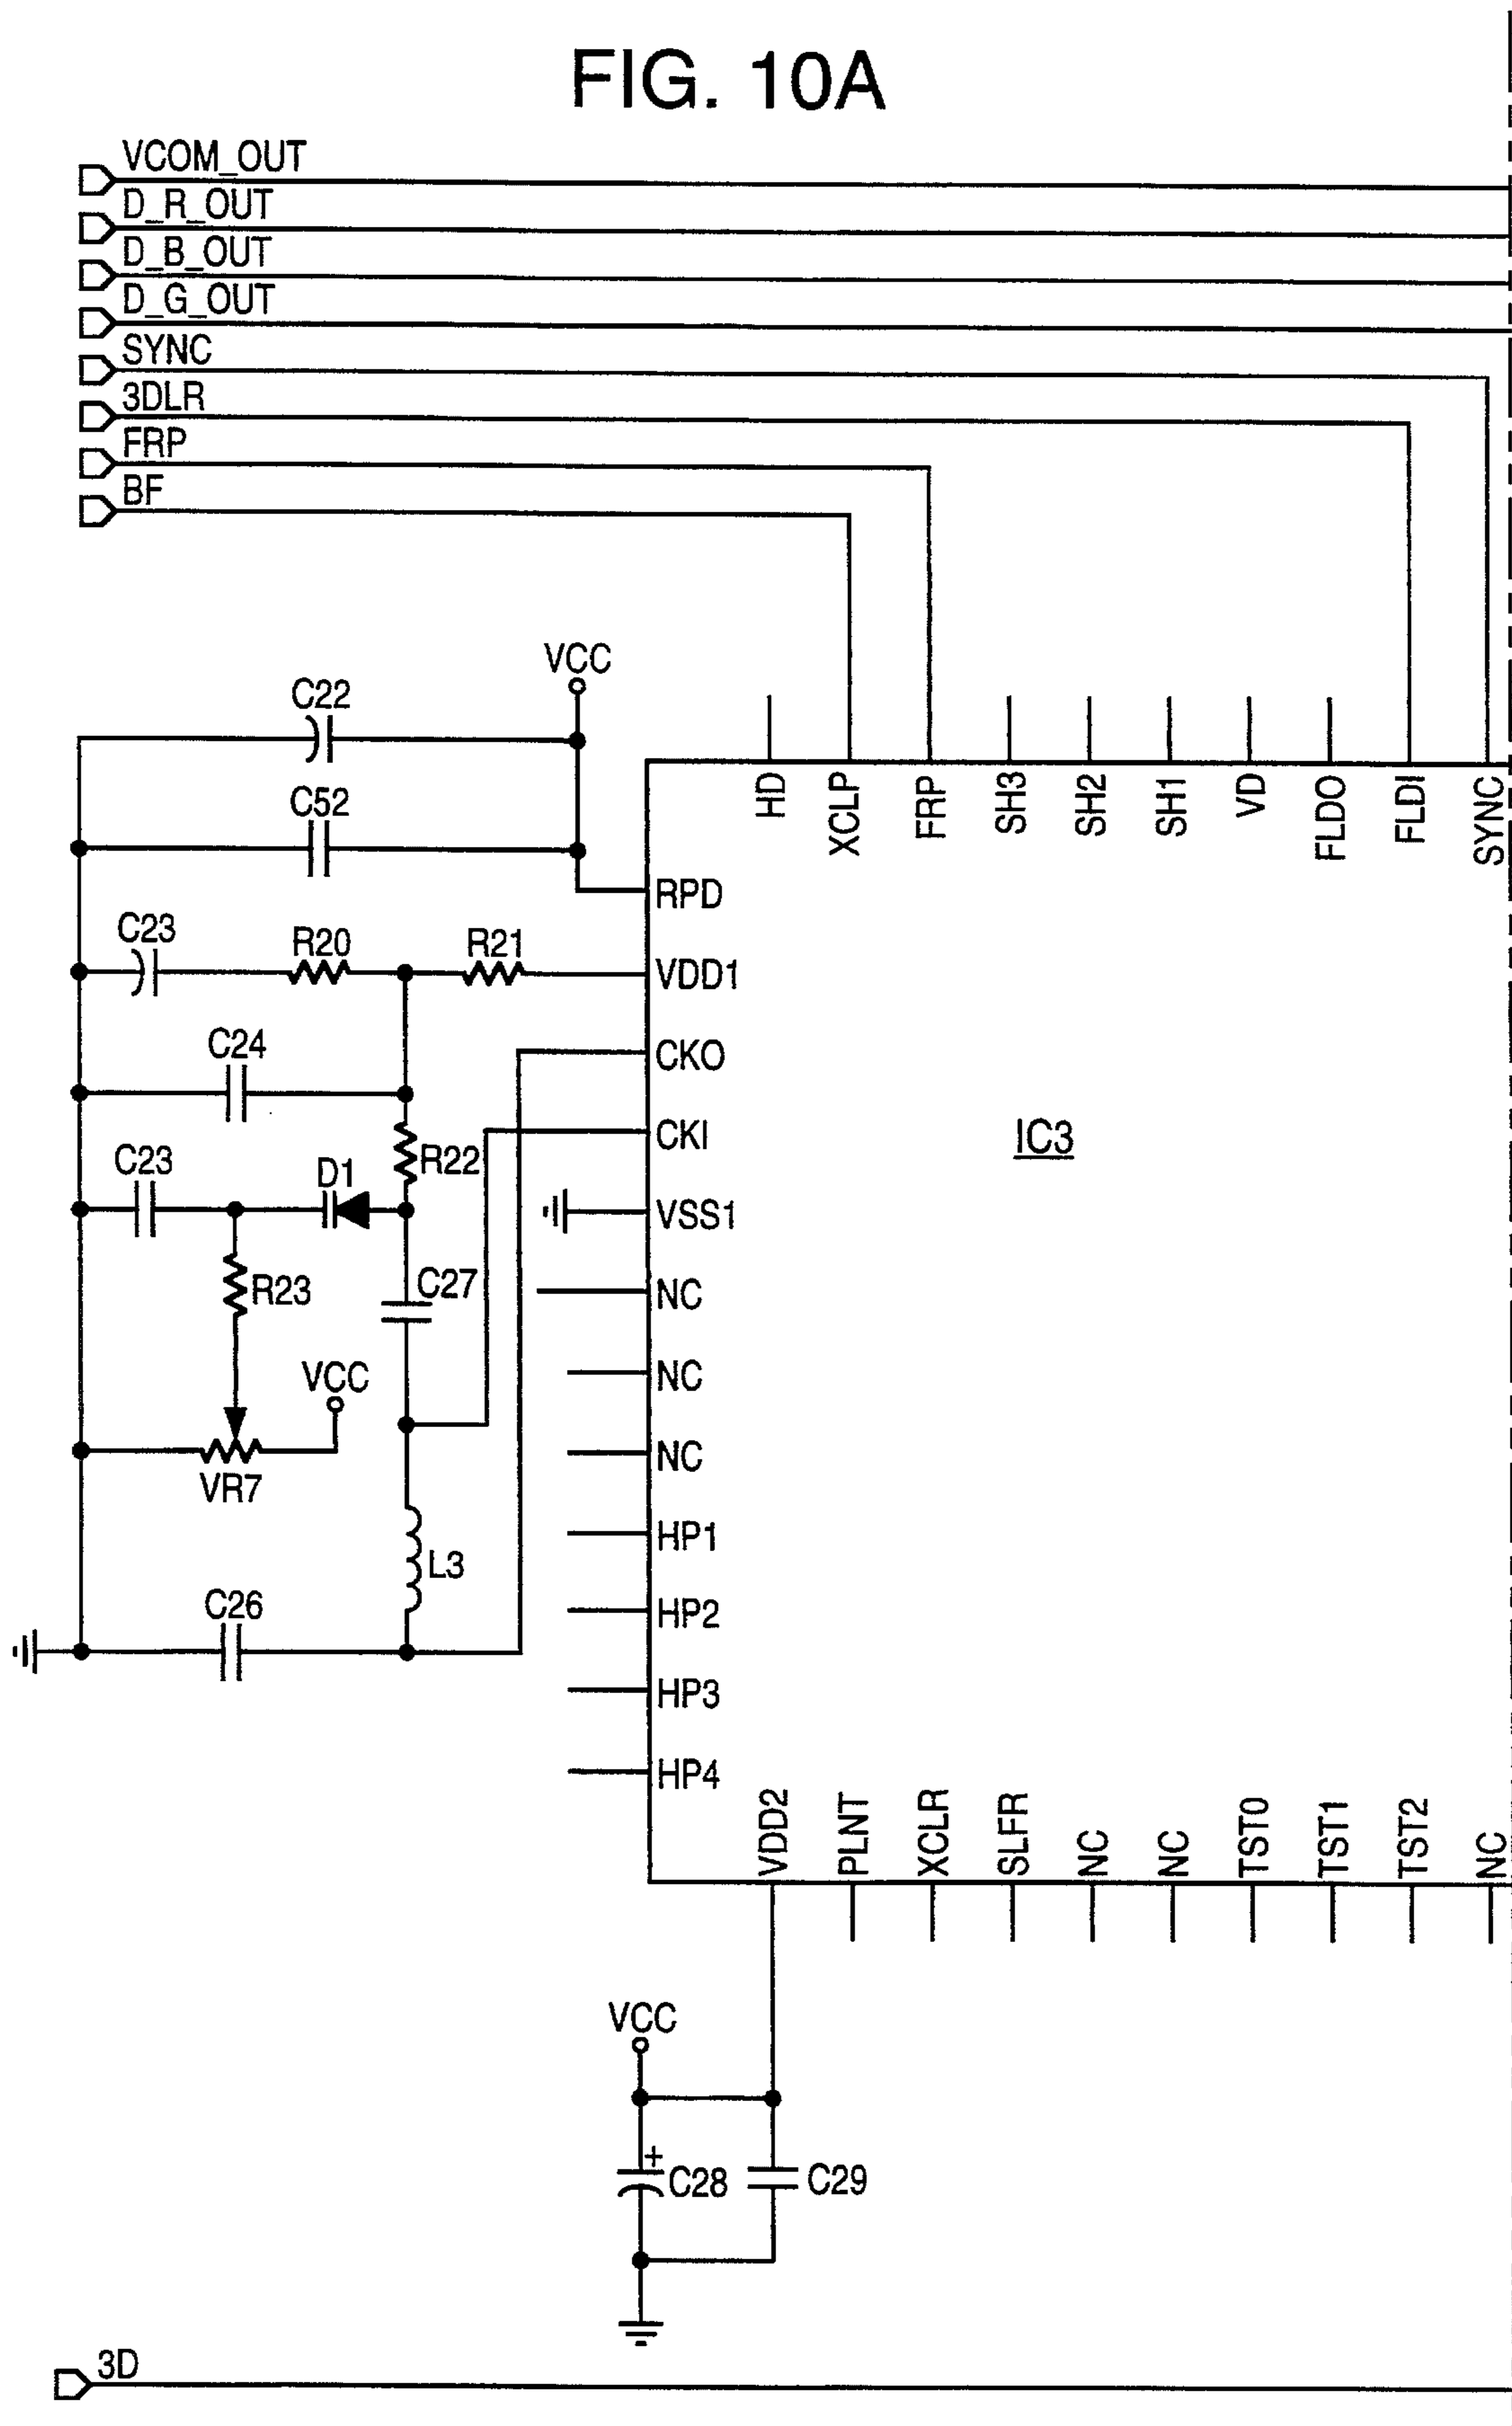 FIG. 10A
VCOM_OUT
D_R_OUT
D_B_OUT
D_G_OUT
SYNC
3DLR
FRP
BF
VCC
C22
C52
HD
XCLP
FRP
SH3
SH2
SH1
VD
FLDO
FLDI
SYNC
RPD
C23
R20
R21
VDD1
C24
CKO
R22
CKI
IC3
C23
D1
VSS1
R23
C27
NC
VCC
NC
VR7
NC
HP1
L3
C26
HP2
HP3
HP4
VDD2
PLNT
XCLR
SLFR
NC
NC
TST0
TST1
TST2
NC
VCC
+
C28
C29
3D